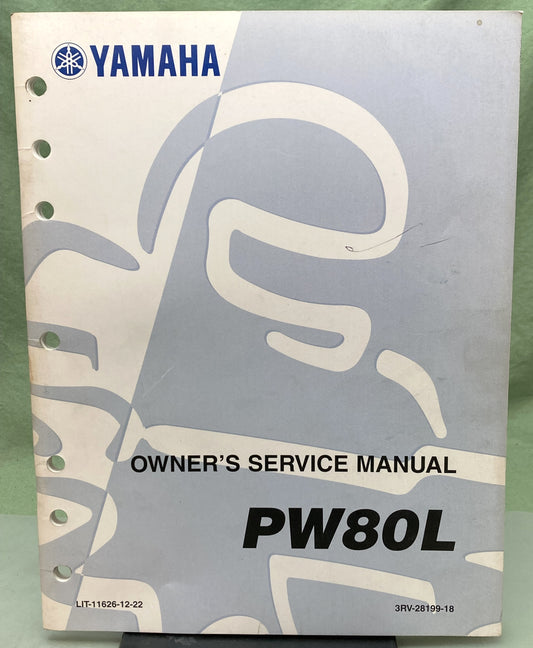 YAMAHA
OWNER'S SERVICE MANUAL
PW80L
LIT-11626-12-22
3RV-28199-18